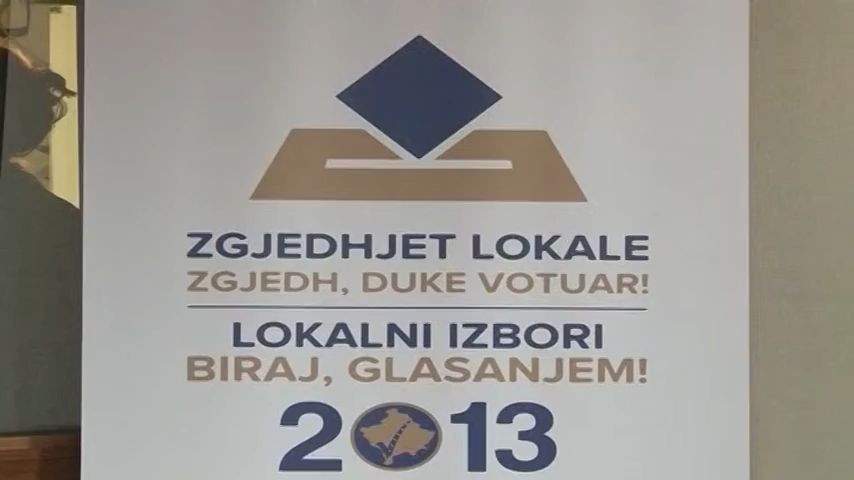 ZGJEDHJET LOKALE
ZGJEDH, DUKE VOTUAR!
LOKALNI IZBORI
BIRAJ, GLASANJEM!
2013